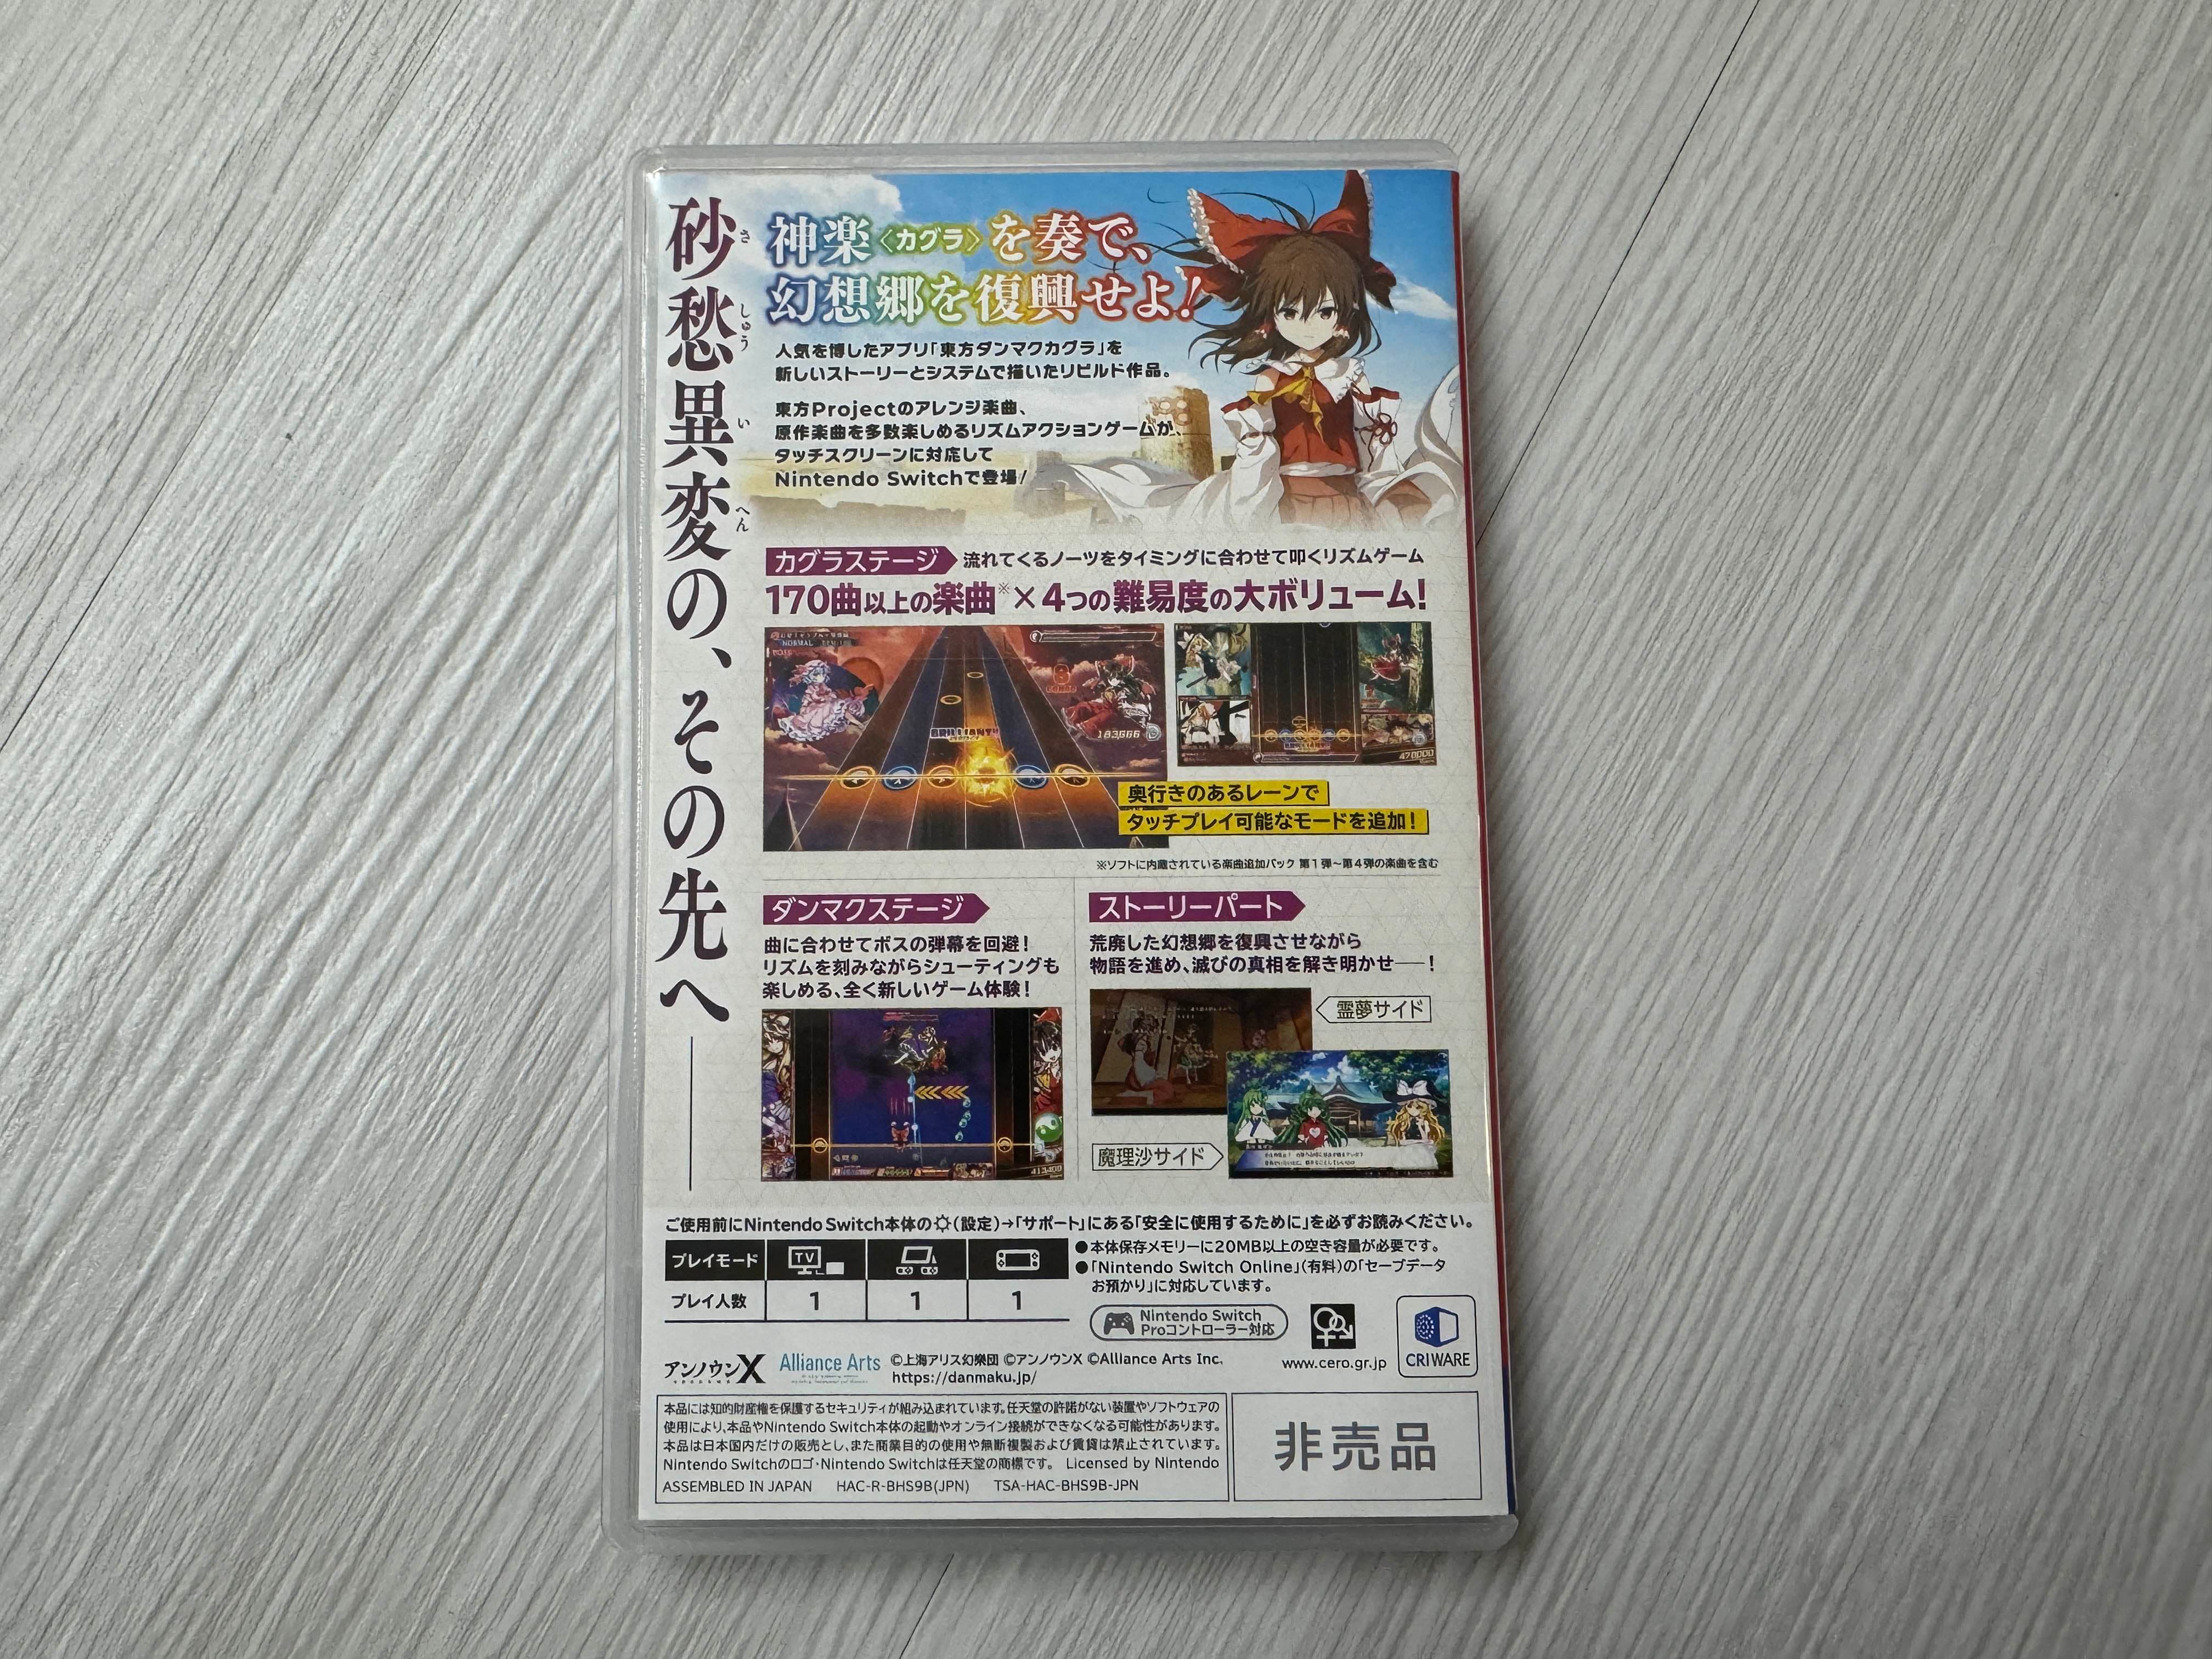 砂愁異変の、その先へ──
さ しゅう い へん
神楽〈カグラ〉を奏で、
幻想郷を復興せよ!
人気を博したアプリ「東方ダンマクカグラ」を
新しいストーリーとシステムで描いたリビルド作品。
東方Projectのアレンジ楽曲、
原作楽曲を多数楽しめるリズムアクションゲームが、
タッチスクリーンに対応して
Nintendo Switchで登場!
カグラステージ 流れてくるノーツをタイミングに合わせて叩くリズムゲーム
170曲以上の楽曲※×4つの難易度の大ボリューム!
NORMAL
BRILLIANT
183666
470000
奥行きのあるレーンで
タッチプレイ可能なモードを追加!
※ソフトに内蔵されている楽曲追加パック 第1弾~第4弾の楽曲を含む
ダンマクステージ
曲に合わせてボスの弾幕を回避!
リズムを刻みながらシューティングも
楽しめる、全く新しいゲーム体験!
413409
ストーリーパート
荒廃した幻想郷を復興させながら
物語を進め、滅びの真相を解き明かせ──!
霊夢サイド
魔理沙サイド
ご使用前にNintendo Switch本体の(設定)→「サポート」にある「安全に使用するために」を必ずお読みください。
プレイモード TV
プレイ人数 1 1 1
●本体保存メモリーに20MB以上の空き容量が必要です。
●「Nintendo Switch Online」(有料)の「セーブデータ
お預かり」に対応しています。
Nintendo Switch
Proコントローラー対応
www.cero.gr.jp
CRIWARE
アンノウンX Alliance Arts ©上海アリス幻樂団 ©アンノウンX ©Alliance Arts Inc.
https://danmaku.jp/
本品には知的財産権を保護するセキュリティが組み込まれています。任天堂の許諾がない装置やソフトウェアの
使用により、本品やNintendo Switch本体の起動やオンライン接続ができなくなる可能性があります。
本品は日本国内だけの販売とし、また商業目的の使用や無断複製および賃貸は禁止されています。
Nintendo Switchのロゴ・Nintendo Switchは任天堂の商標です。 Licensed by Nintendo
ASSEMBLED IN JAPAN HAC-R-BHS9B(JPN) TSA-HAC-BHS9B-JPN
非売品